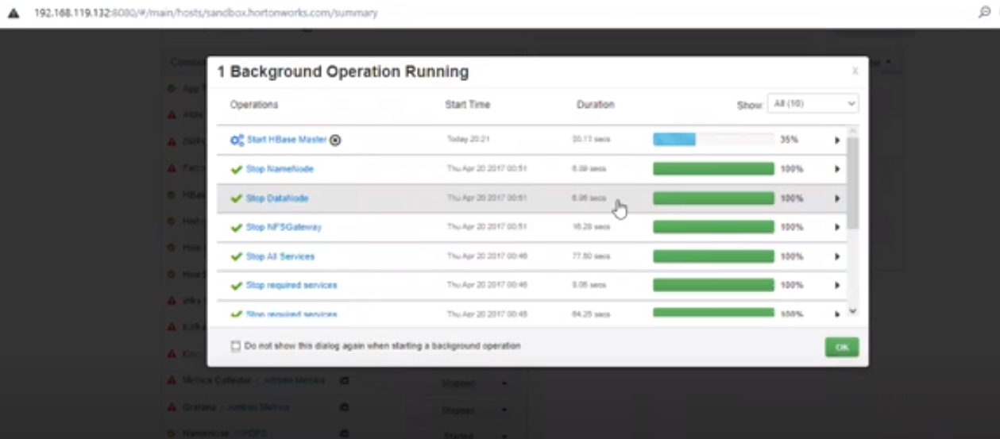 192.168.119.132:8080/#/main/hosts/sandbox.hortonworks.com/summary
1 Background Operation Running
x
Operations Start Time Duration Show: All (10)
Start HBase Master Today 20:21 20.73 secs 35%
Stop NameNode Thu Apr 20 2017 00:51 secs 100%
Stop DataNode Thu Apr 20 2017 00:51 6.96 secs 100%
Stop NFSGateway Thu Apr 20 2017 00:51 16.28 secs 100%
Stop All Services Thu Apr 20 2017 00:46 77.80 secs 100%
Stop required services Thu Apr 20 2017 00:46 secs 100%
Stop required services Thu Apr 20 2017 00:45 64.25 secs 100%
Do not show this dialog again when starting a background operation
OK
Metrics Collector / Ambari Metrics Stopped
Grafana / Ambari Metrics Stopped
NameNode / HDFS Started